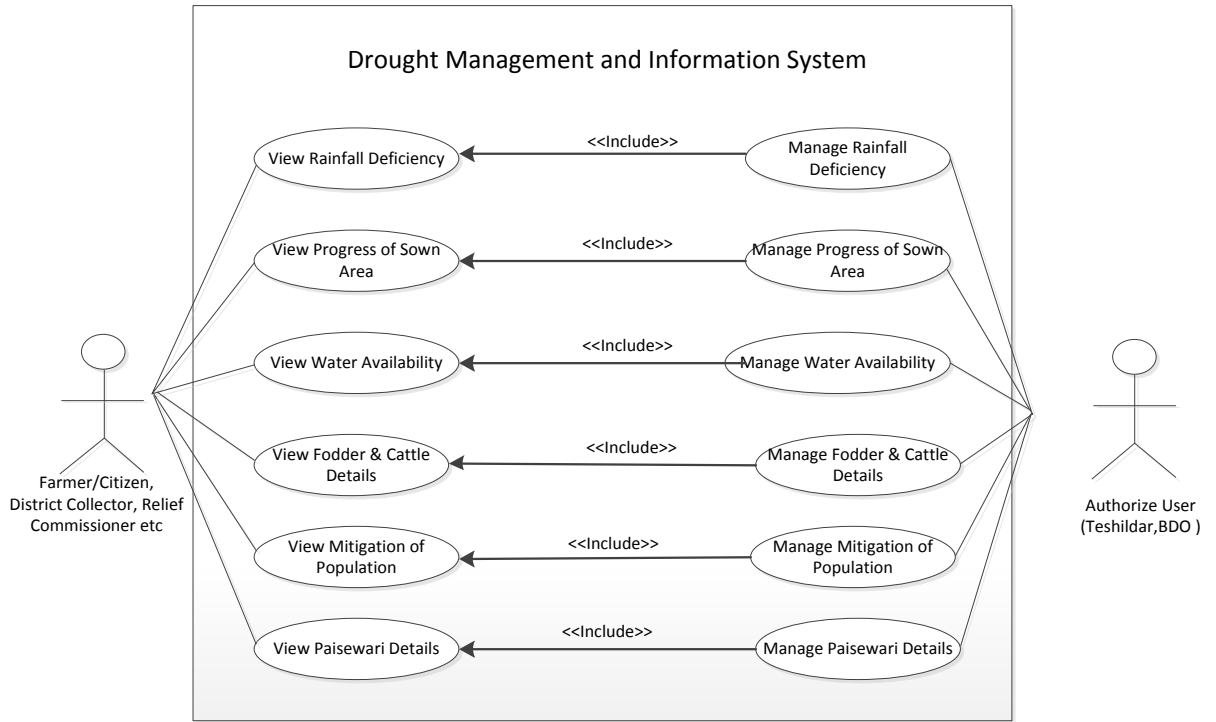 Drought Management and Information System
View Rainfall Deficiency
<<Include>>
Manage Rainfall
Deficiency
View Progress of Sown
Area
<<Include>>
Manage Progress of Sown
Area
View Water Availability
<<Include>>
Manage Water Availability
View Fodder & Cattle
Details
<<Include>>
Manage Fodder & Cattle
Details
View Mitigation of
Population
<<Include>>
Manage Mitigation of
Population
View Paisewari Details
<<Include>>
Manage Paisewari Details
Farmer/Citizen,
District Collector, Relief
Commissioner etc
Authorize User
(Teshildar,BDO )